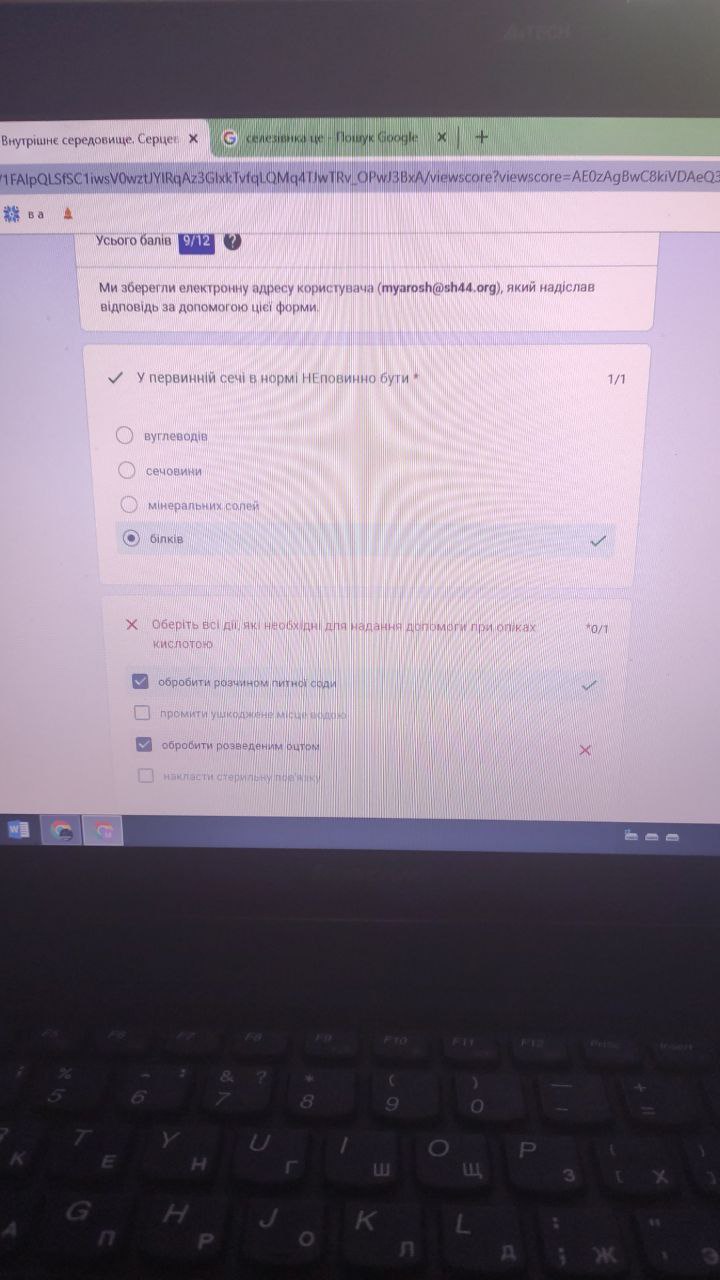 A4TECH
Внутрішнє середовище. Серцев ✕
селезівнка це - Пошук Google ✕ +
/1FAIpQLSfSC1iwsV0wztJYlRqAz3GlxkTvfqLQMq4TJwTRv_OPwJ3BxA/viewscore?viewscore=AE0zAgBwC8kiVDAeQ3
в а
Усього балів 9/12 ?
Ми зберегли електронну адресу користувача (myarosh@sh44.org), який надіслав
відповідь за допомогою цієї форми.
У первинній сечі в нормі НЕповинно бути * 1/1
вуглеводів
сечовини
мінеральних солей
білків
Оберіть всі дії, які необхідні для надання допомоги при опіках *0/1
кислотою
обробити розчином питної соди
промити ушкоджене місце водою
обробити розведеним оцтом
накласти стерильну пов'язку
W
F5 F6 F7 F8 F9 F10 F11 F12 PrtSc Insert
; % 5 ^ : 6 & ? 7 * 8 ( 9 ) 0 — - + =
К T Е Y Н U Г I Ш O Щ P З { [ Х }
А G П H Р J О K Л L Д : ; Ж " ' Э